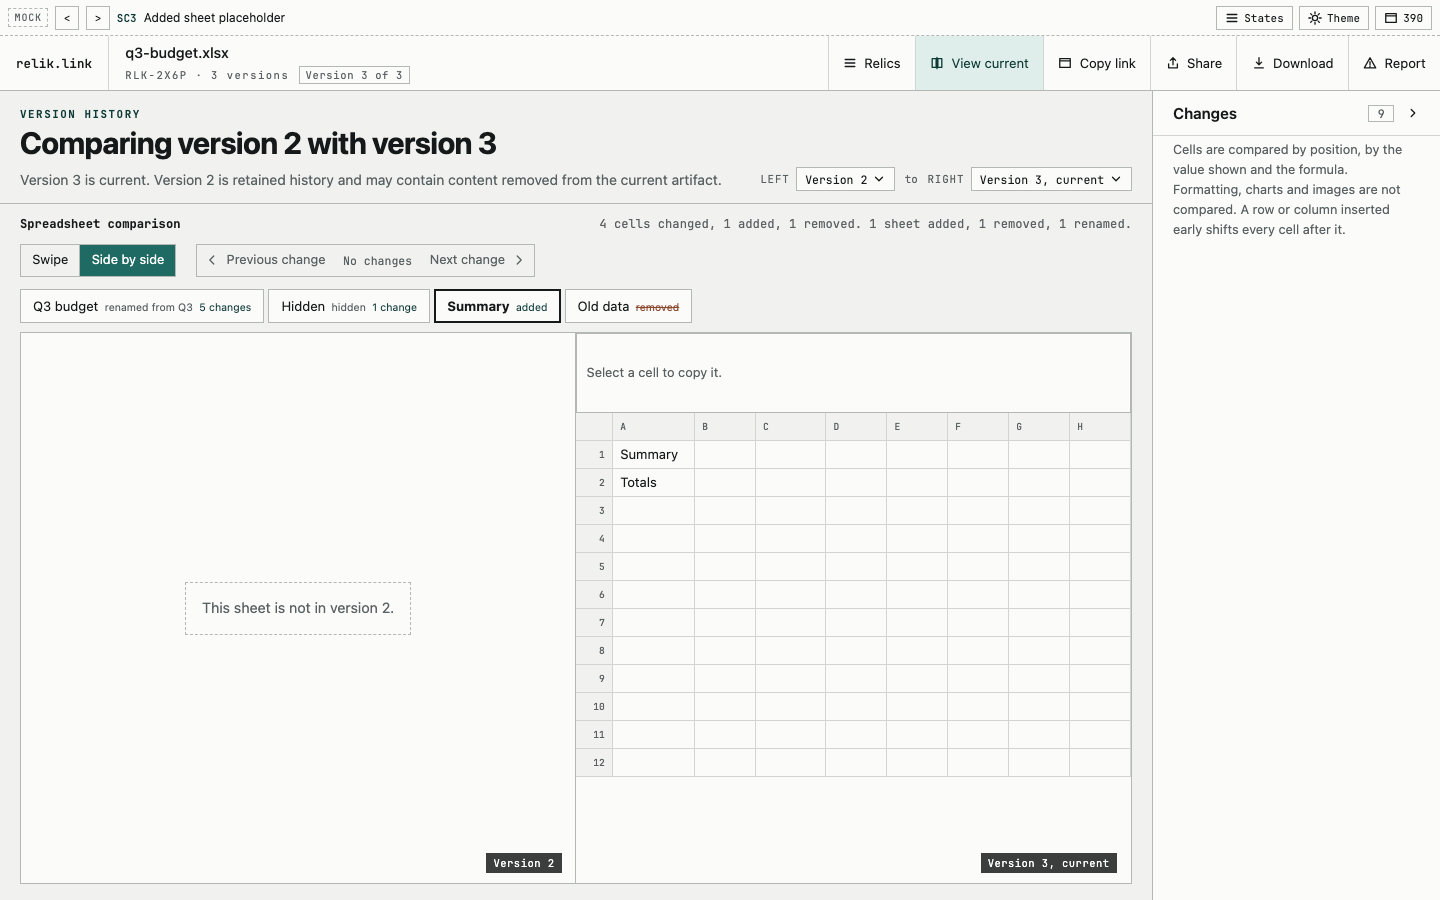 MOCK < > SC3 Added sheet placeholder States Theme 390
relik.link
q3-budget.xlsx
RLK-2X6P · 3 versions Version 3 of 3
Relics View current Copy link Share Download Report
VERSION HISTORY
Comparing version 2 with version 3
Version 3 is current. Version 2 is retained history and may contain content removed from the current artifact.
LEFT Version 2 to RIGHT Version 3, current
Spreadsheet comparison
4 cells changed, 1 added, 1 removed. 1 sheet added, 1 removed, 1 renamed.
Swipe Side by side Previous change No changes Next change
Q3 budget renamed from Q3 5 changes Hidden hidden 1 change Summary added Old data removed
This sheet is not in version 2.
Version 2
Select a cell to copy it.
A B C D E F G H
1 Summary
2 Totals
3
4
5
6
7
8
9
10
11
12
Version 3, current
Changes 9
Cells are compared by position, by the
value shown and the formula.
Formatting, charts and images are not
compared. A row or column inserted
early shifts every cell after it.